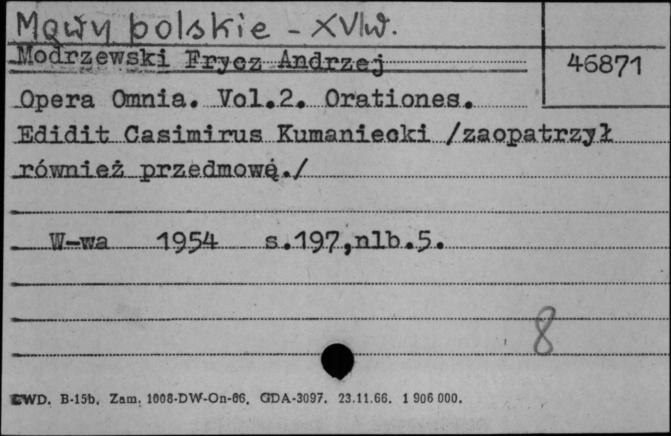 Mowy polskie - XVIw.
Modrzewski Frycz Andrzej
46871
Opera Omnia. Vol.2. Orationes.
Edidit Casimirus Kumaniecki /zaopatrzył
również przedmowę./
W-wa 1954 s.197,nlb.5.
8
CWD. B-15b. Zam. 1008-DW-On-66. GDA-3097. 23.11.66. 1 906 000.